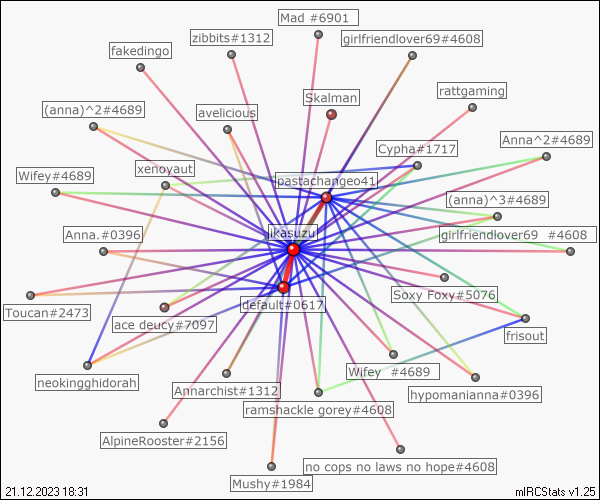 Mad #6901
zibbits#1312
girlfriendlover69#4608
fakedingo
Skalman
rattgaming
(anna)^2#4689
avelicious
Anna^2#4689
Cypha#1717
xenoyaut
Wifey#4689
pastachangeo41
(anna)^3#4689
Anna.#0396
ikasuzu
girlfriendlover69 #4608
Soxy Foxy#5076
default#0617
Toucan#2473
ace deucy#7097
frisout
Wifey #4689
neokingghidorah
Annarchist#1312
hypomanianna#0396
ramshackle gorey#4608
AlpineRooster#2156
no cops no laws no hope#4608
Mushy#1984
21.12.2023 18:31
mIRCStats v1.25